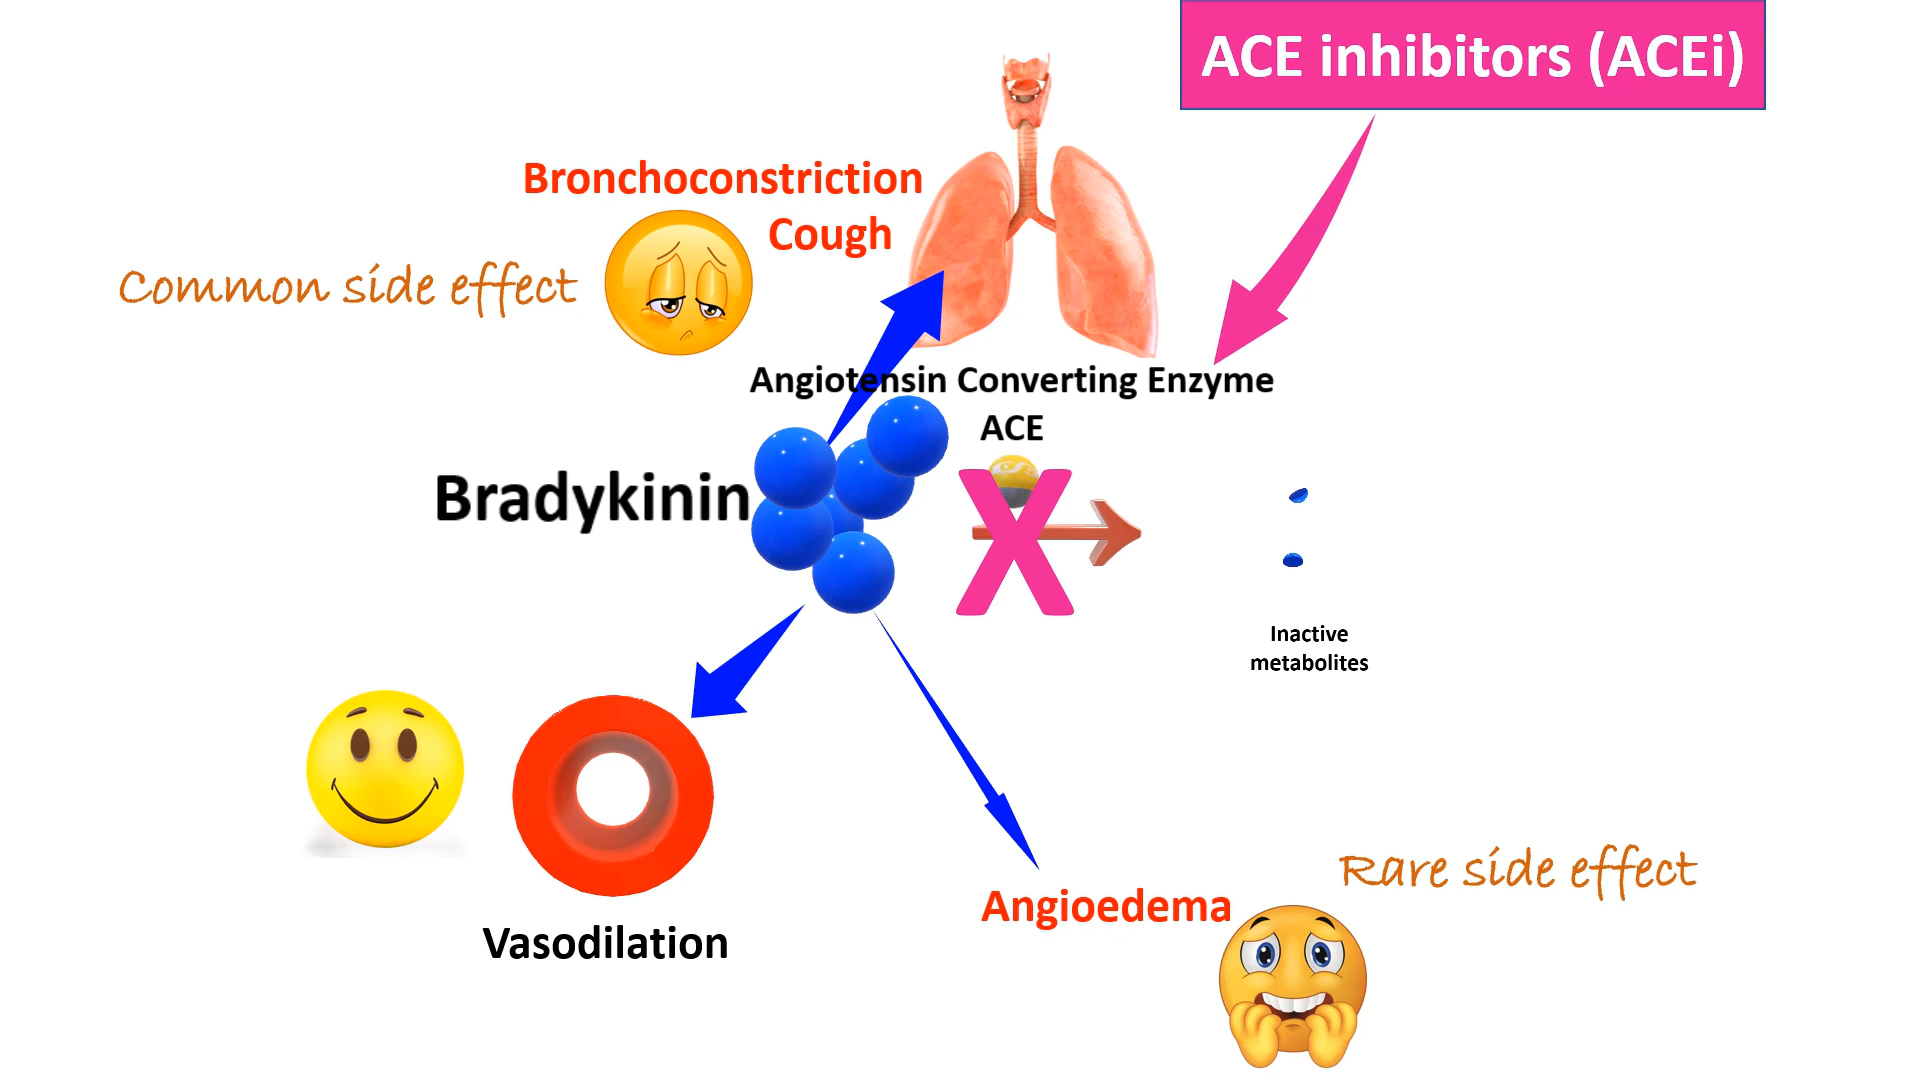 ACE inhibitors (ACEi)
Bronchoconstriction
Cough
Common side effect
Angiotensin Converting Enzyme
ACE
Bradykinin
X
Inactive
metabolites
Vasodilation
Angioedema
Rare side effect